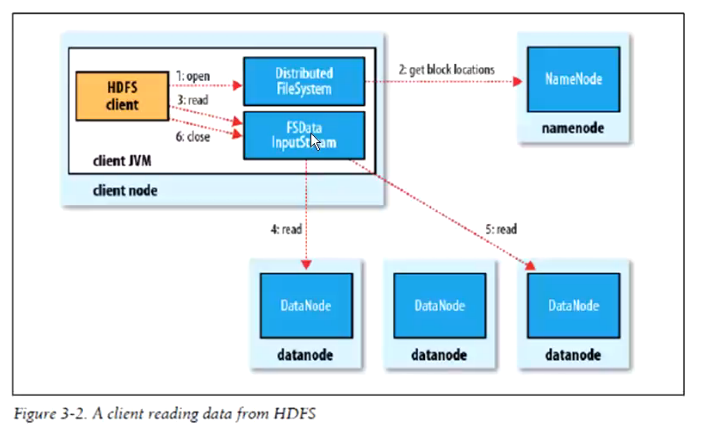 HDFS
client
1: open
3: read
6: close
Distributed
FileSystem
FSData
InputStream
client JVM
client node
2: get block locations
NameNode
namenode
4: read
5: read
DataNode
datanode
DataNode
datanode
DataNode
datanode
Figure 3-2. A client reading data from HDFS